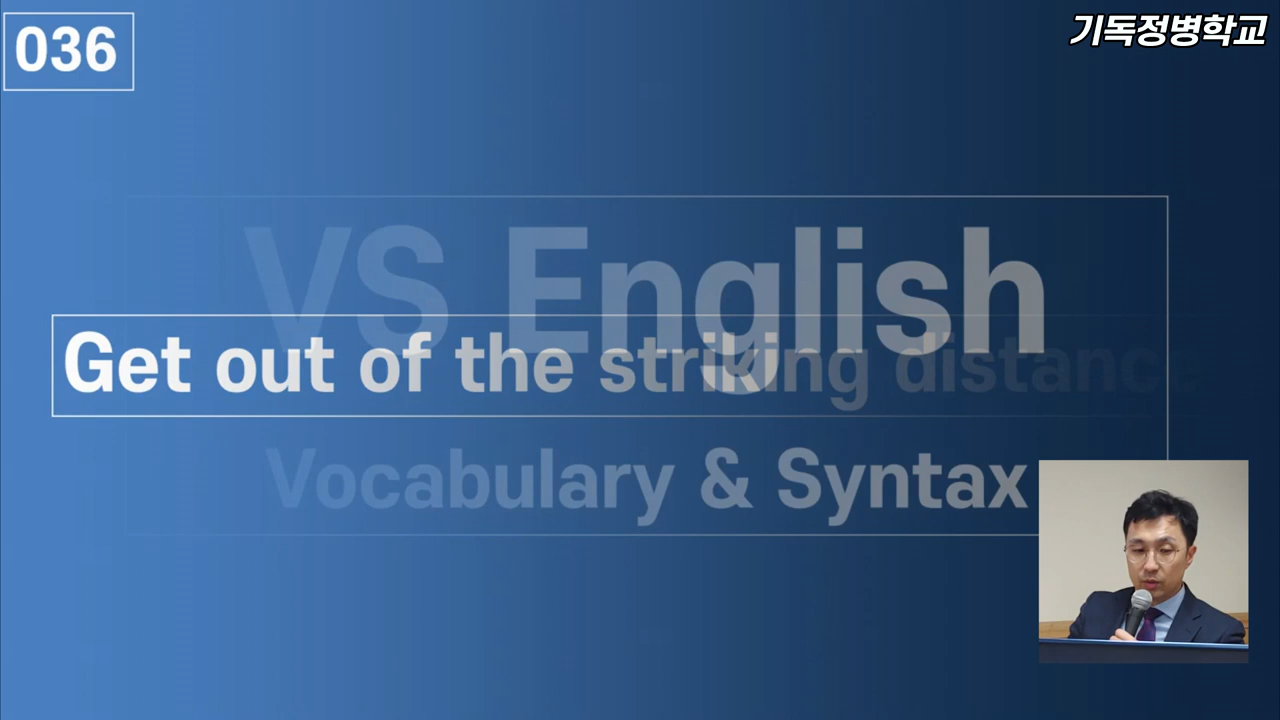 036
기독정병학교
VS English
Get out of the striking distance.
Vocabulary & Syntax